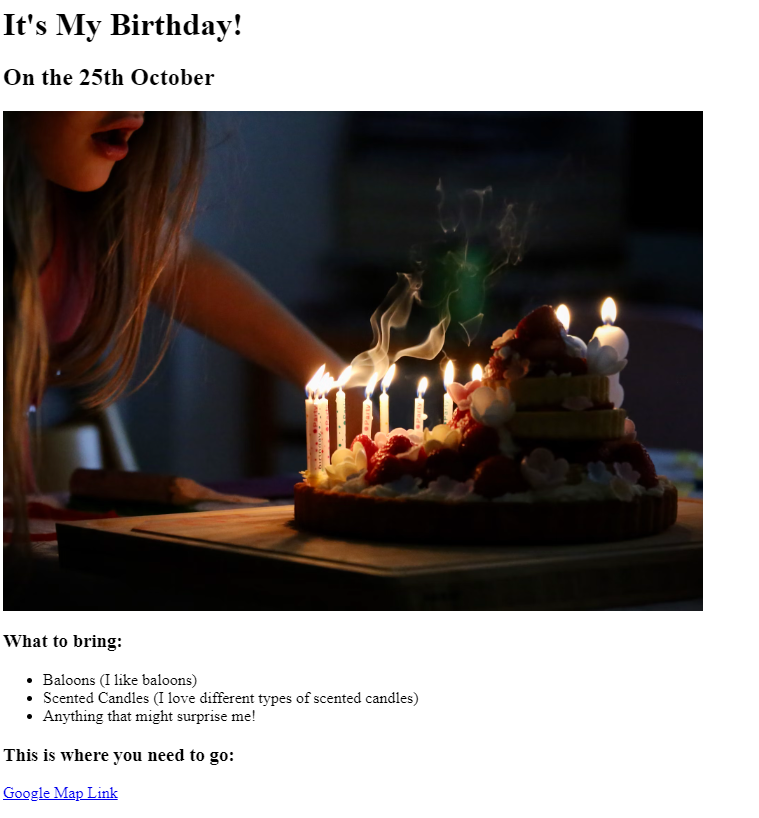 It's My Birthday!
On the 25th October
What to bring:
Baloons (I like baloons)
Scented Candles (I love different types of scented candles)
Anything that might surprise me!
This is where you need to go:
Google Map Link